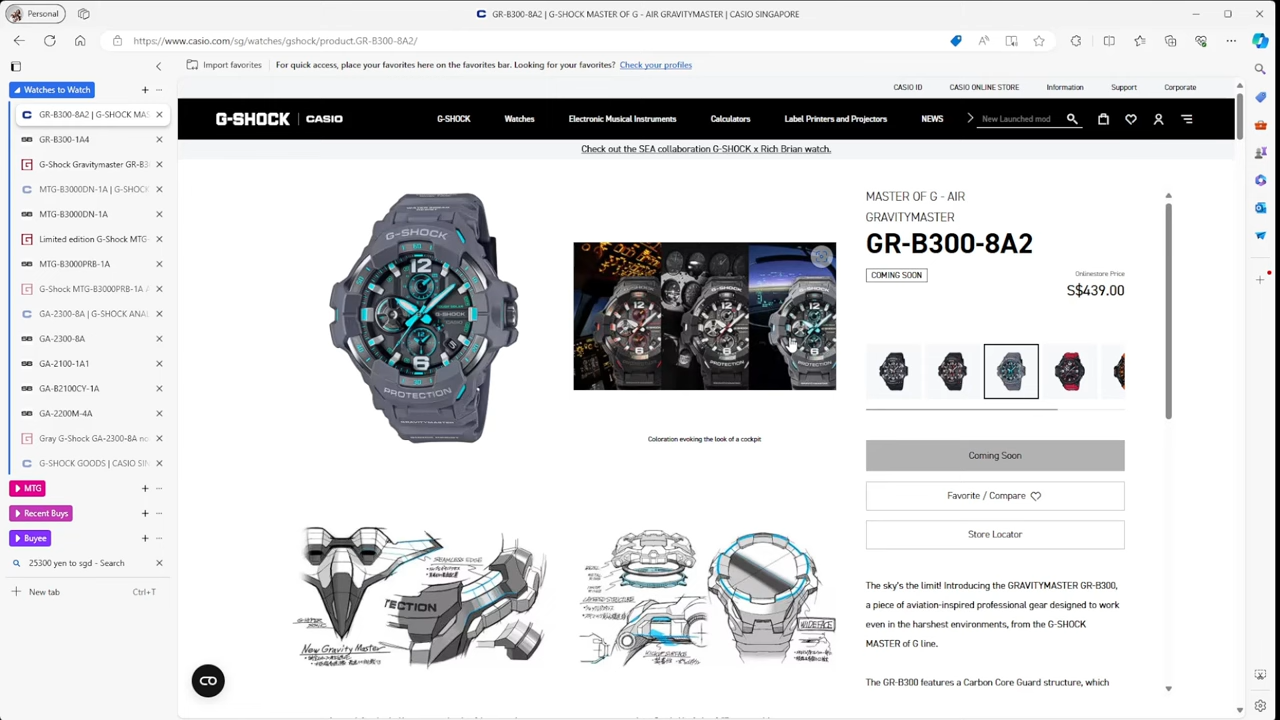 Personal
GR-B300-8A2 | G-SHOCK MASTER OF G - AIR GRAVITYMASTER | CASIO SINGAPORE
https://www.casio.com/sg/watches/gshock/product.GR-B300-8A2/
Import favorites
For quick access, place your favorites here on the favorites bar. Looking for your favorites? Check your profiles
Watches to Watch
GR-B300-8A2 | G-SHOCK MAS
GR-B300-1A4
G-Shock Gravitymaster GR-B3
MTG-B3000DN-1A | G-SHOCK
MTG-B3000DN-1A
Limited edition G-Shock MTG-
MTG-B3000PRB-1A
G-Shock MTG-B3000PRB-1A A
GA-2300-8A | G-SHOCK ANAL
GA-2300-8A
GA-2100-1A1
GA-B2100CY-1A
GA-2200M-4A
Gray G-Shock GA-2300-8A no
G-SHOCK GOODS | CASIO SIN
MTG
Recent Buys
Buyee
25300 yen to sgd - Search
New tab
Ctrl+T
CASIO ID
CASIO ONLINE STORE
Information
Support
Corporate
G-SHOCK
CASIO
G-SHOCK
Watches
Electronic Musical Instruments
Calculators
Label Printers and Projectors
NEWS
New Launched mod
Check out the SEA collaboration G-SHOCK x Rich Brian watch.
G-SHOCK
12
G-SHOCK
6
PROTECTION
Coloration evoking the look of a cockpit
SEAMLESS EDGE
TECTION
New Gravity Master
WIDEFACE
MASTER OF G - AIR
GRAVITYMASTER
GR-B300-8A2
COMING SOON
Onlinestore Price
S$439.00
Coming Soon
Favorite / Compare
Store Locator
The sky's the limit! Introducing the GRAVITYMASTER GR-B300,
a piece of aviation-inspired professional gear designed to work
even in the harshest environments, from the G-SHOCK
MASTER of G line.
The GR-B300 features a Carbon Core Guard structure, which